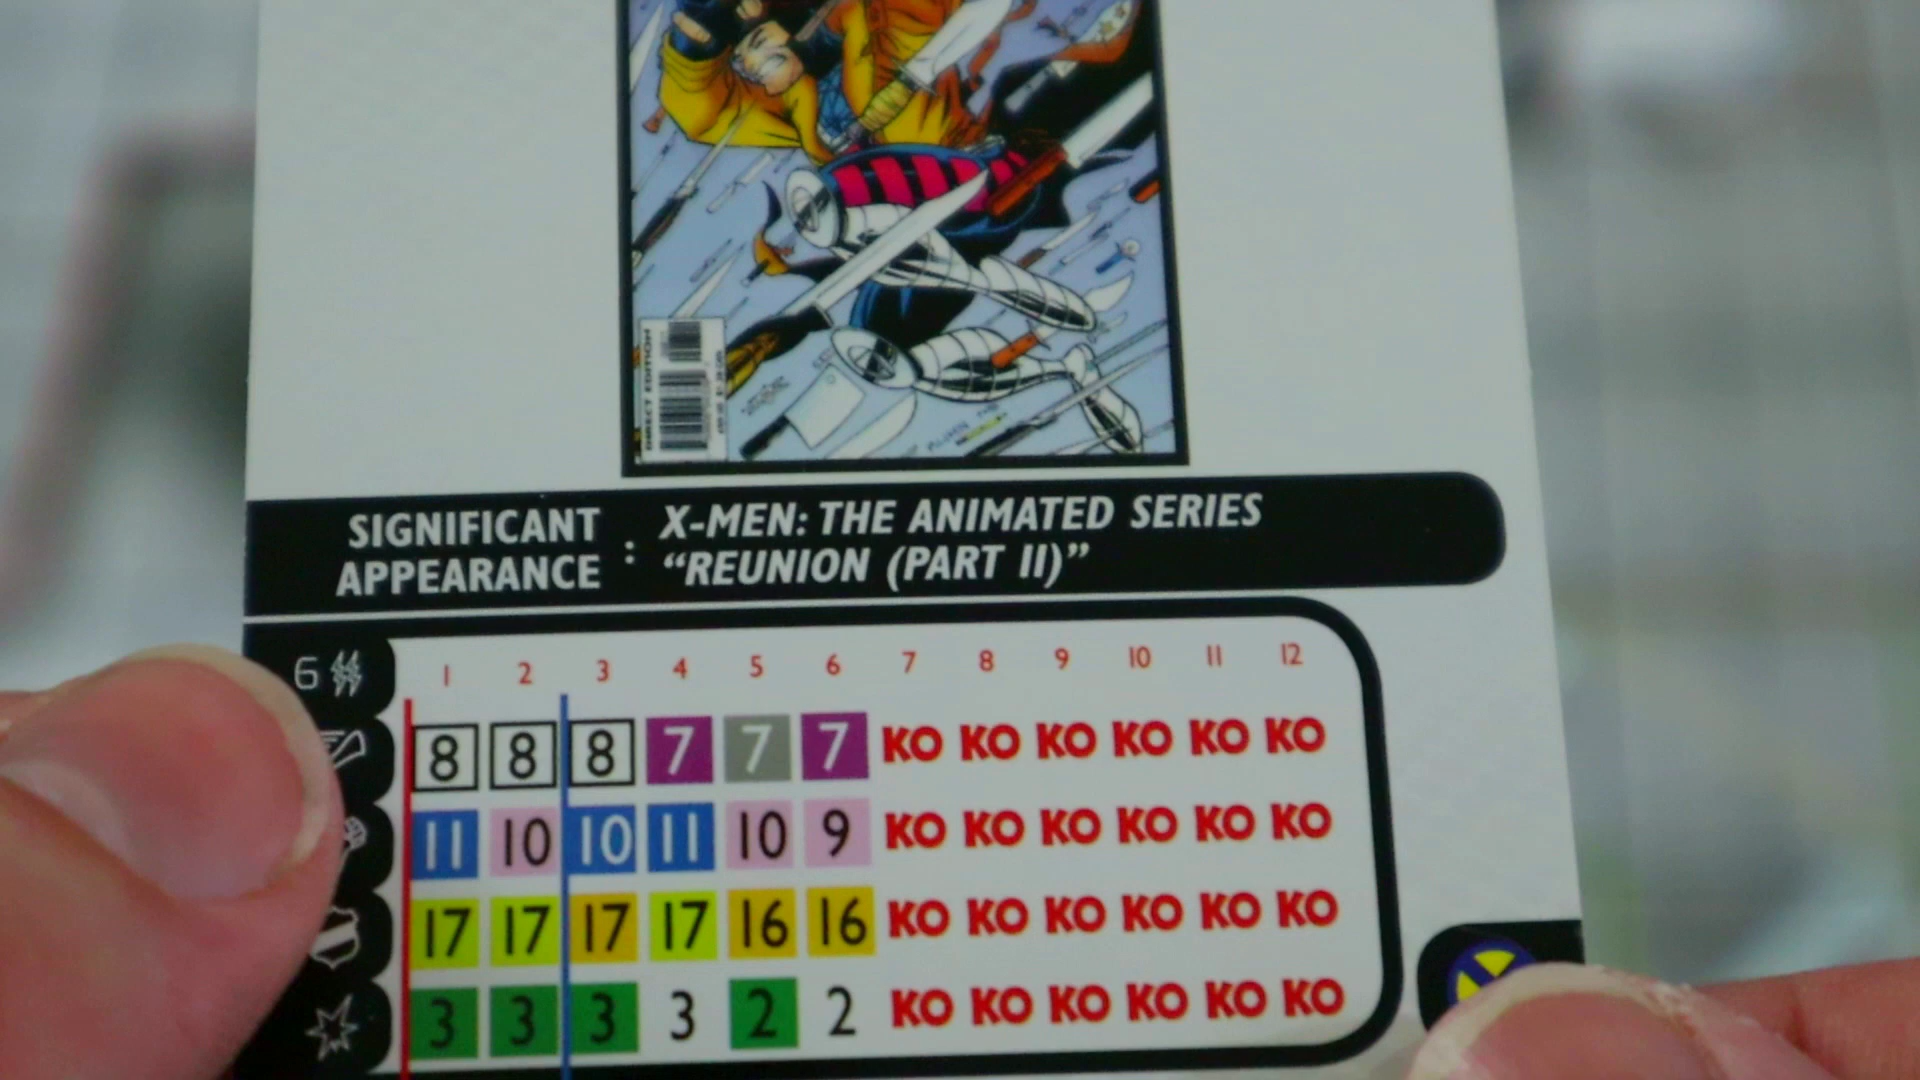 DIRECT EDITION
SIGNIFICANT
APPEARANCE
:
X-MEN: THE ANIMATED SERIES
“REUNION (PART II)”
6 1 2 3 4 5 6 7 8 9 10 11 12
8 8 8 7 7 7 KO KO KO KO KO KO
11 10 10 11 10 9 KO KO KO KO KO KO
17 17 17 17 16 16 KO KO KO KO KO KO
3 3 3 3 2 2 KO KO KO KO KO KO